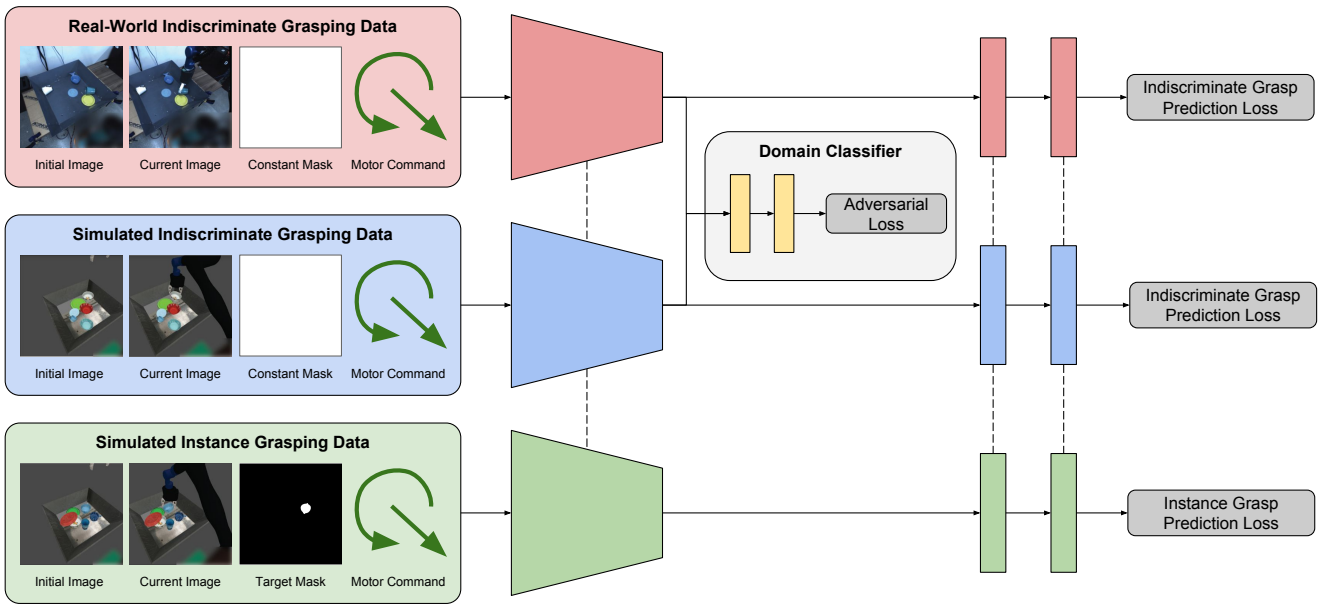 Real-World Indiscriminate Grasping Data
Initial Image
Current Image
Constant Mask
Motor Command
Indiscriminate Grasp
Prediction Loss
Domain Classifier
Adversarial
Loss
Simulated Indiscriminate Grasping Data
Initial Image
Current Image
Constant Mask
Motor Command
Indiscriminate Grasp
Prediction Loss
Simulated Instance Grasping Data
Initial Image
Current Image
Target Mask
Motor Command
Instance Grasp
Prediction Loss